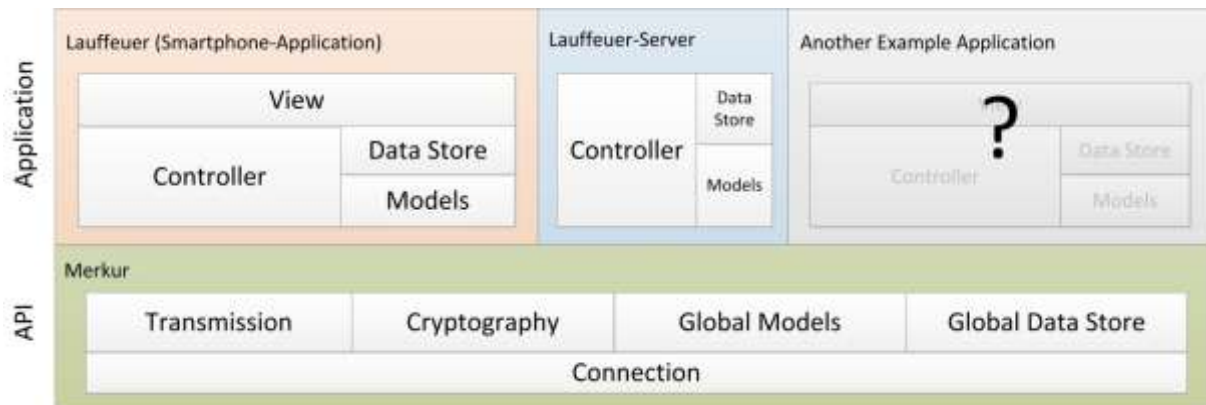 Application
Lauffeuer (Smartphone-Application)
View
Controller
Data Store
Models
Lauffeuer-Server
Controller
Data
Store
Models
Another Example Application
?
Controller
Data Store
Models
API
Merkur
Transmission
Cryptography
Global Models
Global Data Store
Connection